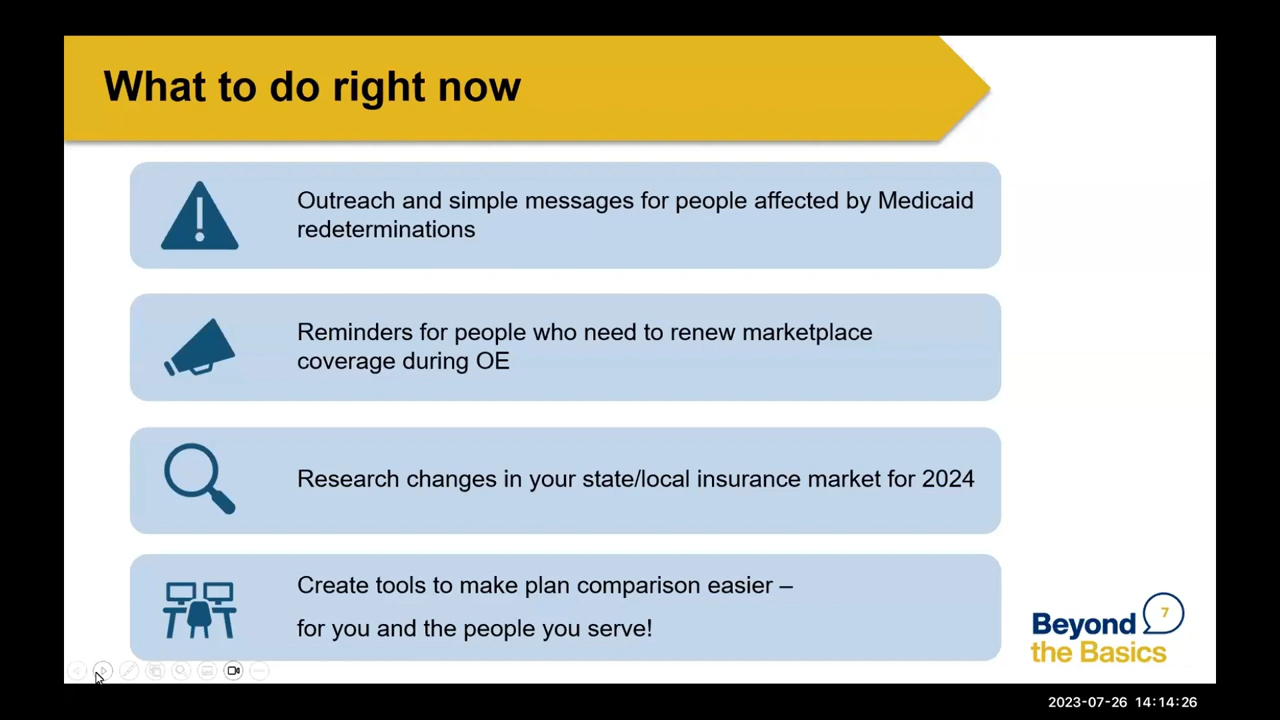 What to do right now
Outreach and simple messages for people affected by Medicaid
redeterminations
Reminders for people who need to renew marketplace
coverage during OE
Research changes in your state/local insurance market for 2024
Create tools to make plan comparison easier –
for you and the people you serve!
7
Beyond
the Basics
2023-07-26 14:14:26